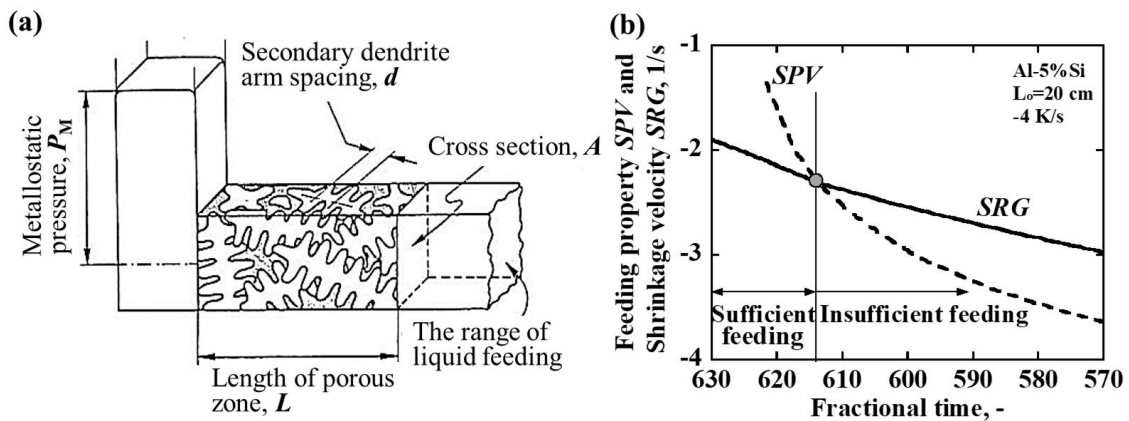 (a)
Secondary dendrite
arm spacing, d
Metallostatic
pressure, PM
Cross section, A
The range of
liquid feeding
Length of porous
zone, L
(b)
Feeding property SPV and
Shrinkage velocity SRG, 1/s
-1
-2
-3
-4
SPV
Al-5%Si
Lo=20 cm
-4 K/s
SRG
Sufficient
feeding
Insufficient feeding
630 620 610 600 590 580 570
Fractional time, -